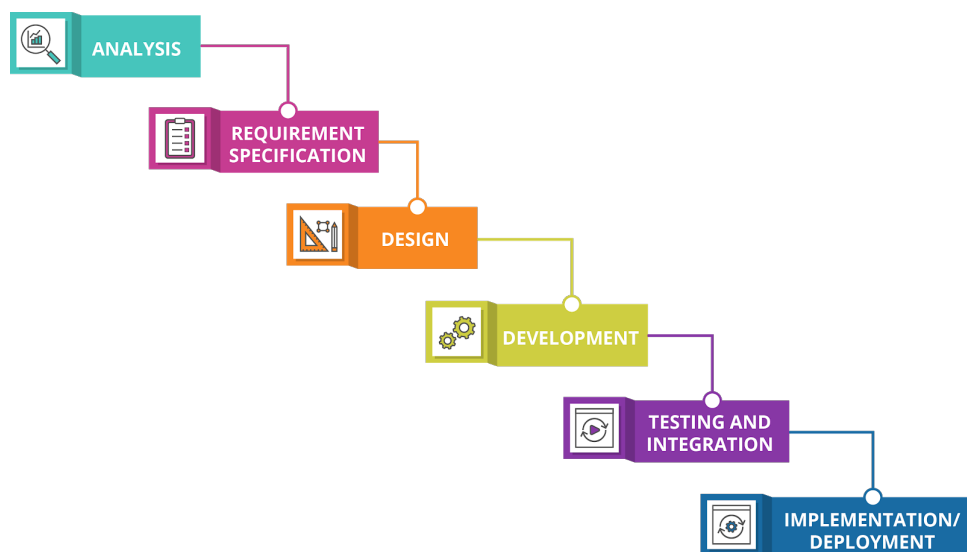 ANALYSIS
REQUIREMENT
SPECIFICATION
DESIGN
DEVELOPMENT
TESTING AND
INTEGRATION
IMPLEMENTATION/
DEPLOYMENT